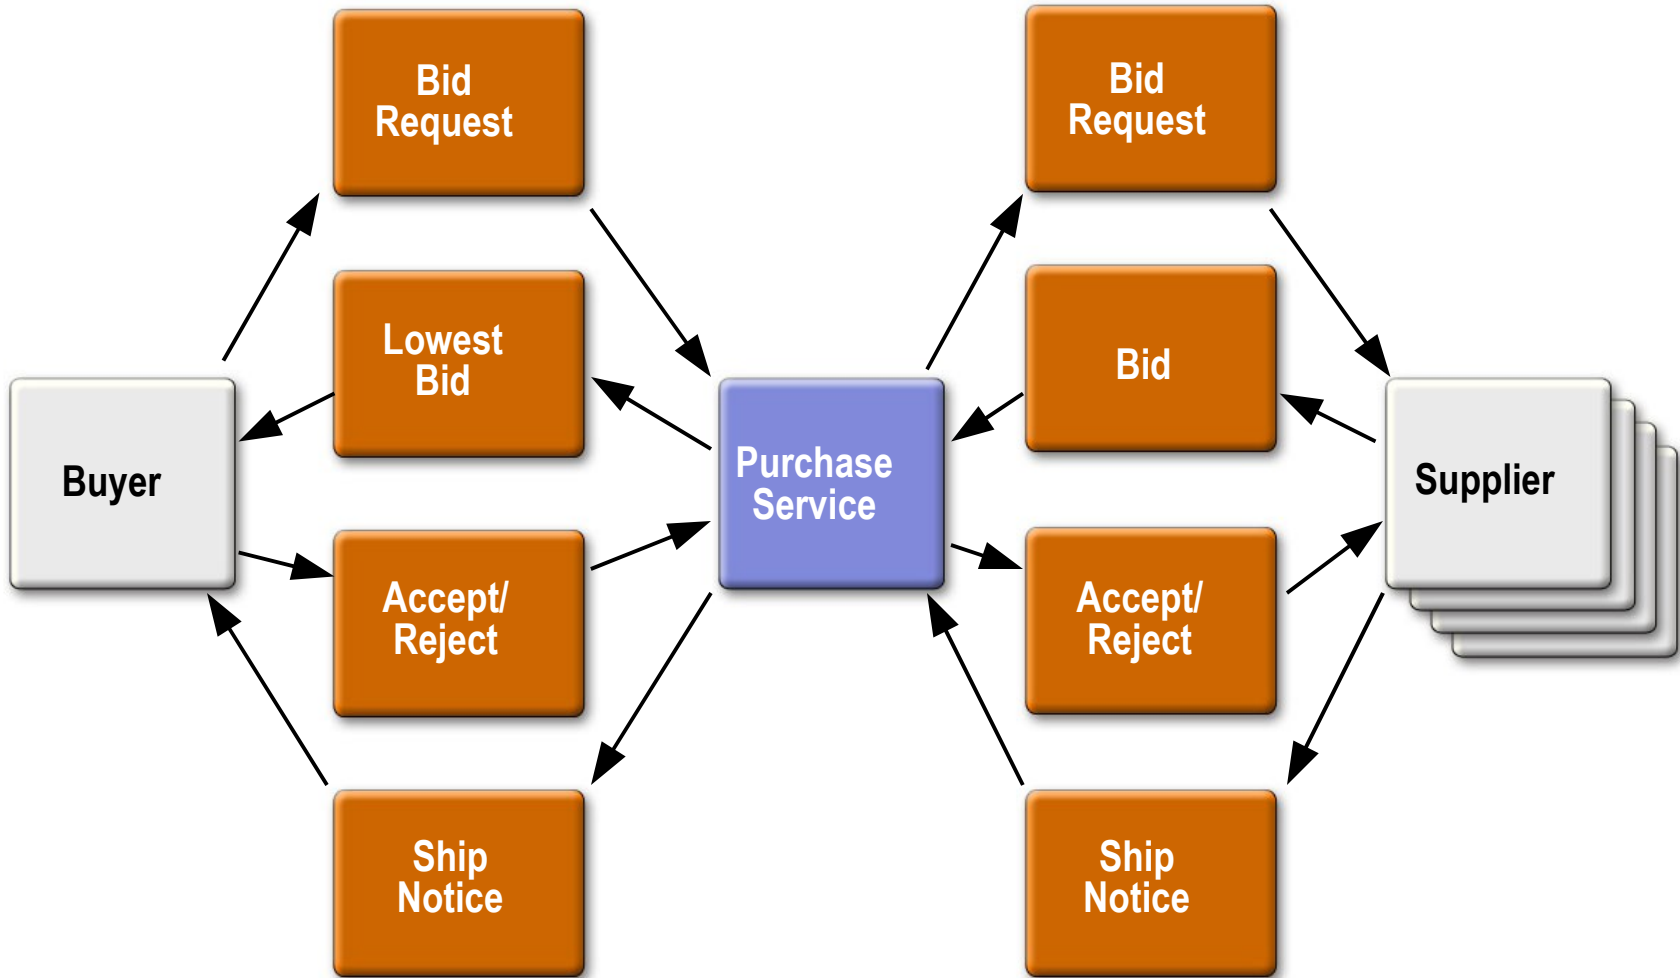 Bid
Request
Bid
Request
Lowest
Bid
Bid
Buyer
Purchase
Service
Supplier
Accept/
Reject
Accept/
Reject
Ship
Notice
Ship
Notice